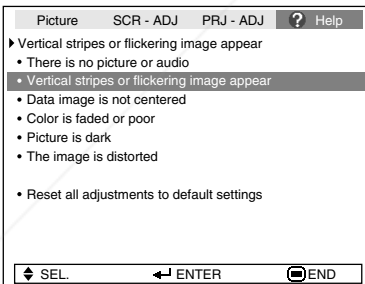 Picture SCR - ADJ PRJ - ADJ ? Help
Vertical stripes or flickering image appear
• There is no picture or audio
• Vertical stripes or flickering image appear
• Data image is not centered
• Color is faded or poor
• Picture is dark
• The image is distorted
• Reset all adjustments to default settings
SEL. ENTER END